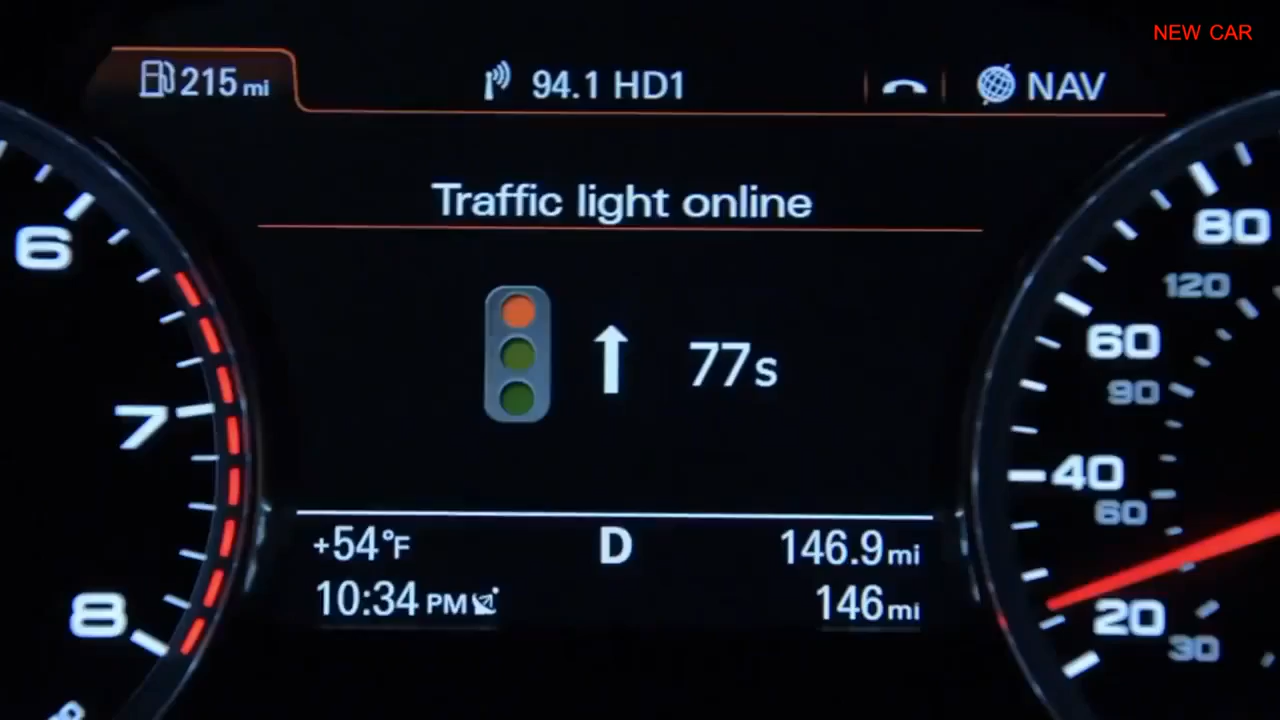 NEW CAR
215 mi
94.1 HD1
NAV
Traffic light online
77s
+54°F
D
146.9 mi
10:34 PM
146 mi
6
7
8
80
120
60
90
40
60
20
30